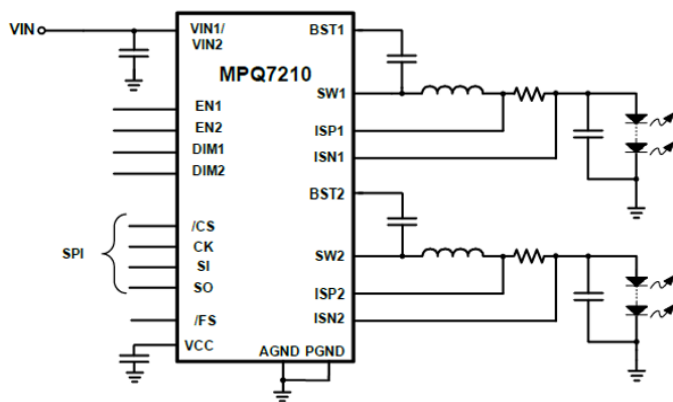 VIN
VIN1/
VIN2
BST1
MPQ7210
SW1
EN1
EN2
ISP1
DIM1
ISN1
DIM2
BST2
/CS
SPI
CK
SW2
SI
SO
ISP2
/FS
ISN2
VCC
AGND PGND